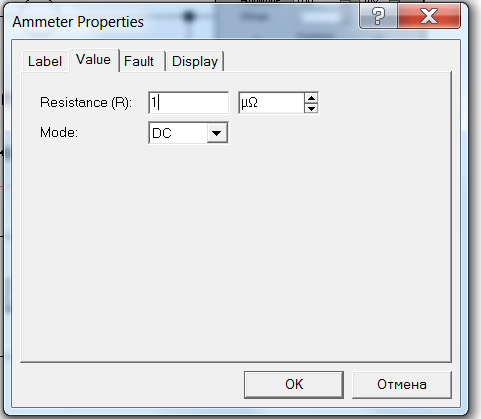 Ammeter Properties
Label Value Fault Display
Resistance (R): 1 µΩ
Mode: DC
OK Отмена